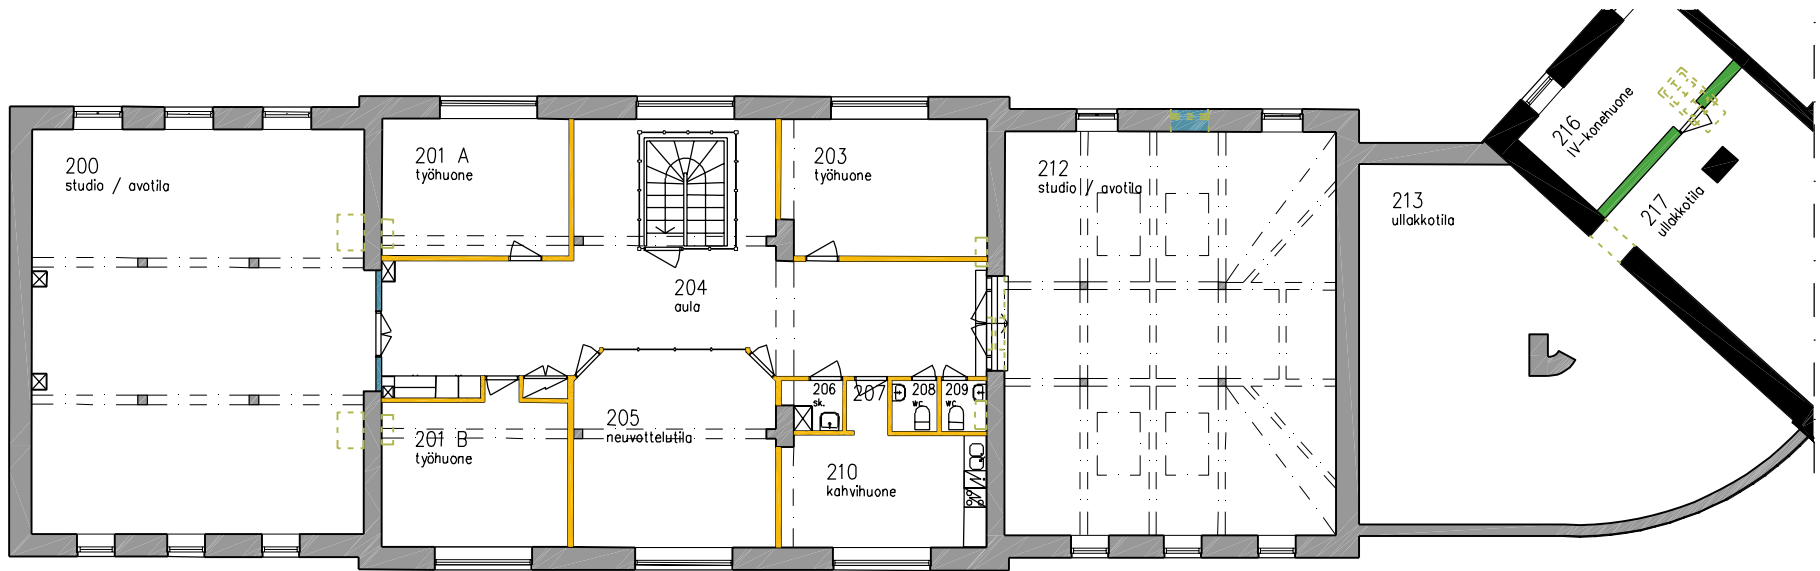 200
studio / avotila
201 A
työhuone
203
työhuone
204
aula
212
studio / avotila
213
ullakkotila
216
IV-konehuone
217
ullakkotila
201 B
työhuone
205
neuvottelutila
206
sk.
207
208
wc
209
wc
210
kahvihuone